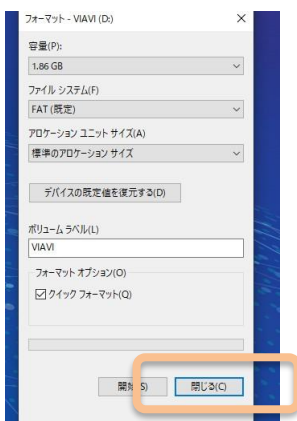 フォーマット - VIAVI (D:)
容量(P):
1.86 GB
ファイル システム(F)
FAT (既定)
アロケーション ユニット サイズ(A)
標準のアロケーション サイズ
デバイスの既定値を復元する(D)
ボリューム ラベル(L)
VIAVI
フォーマット オプション(O)
クイック フォーマット(Q)
開始(S) 閉じる(C)